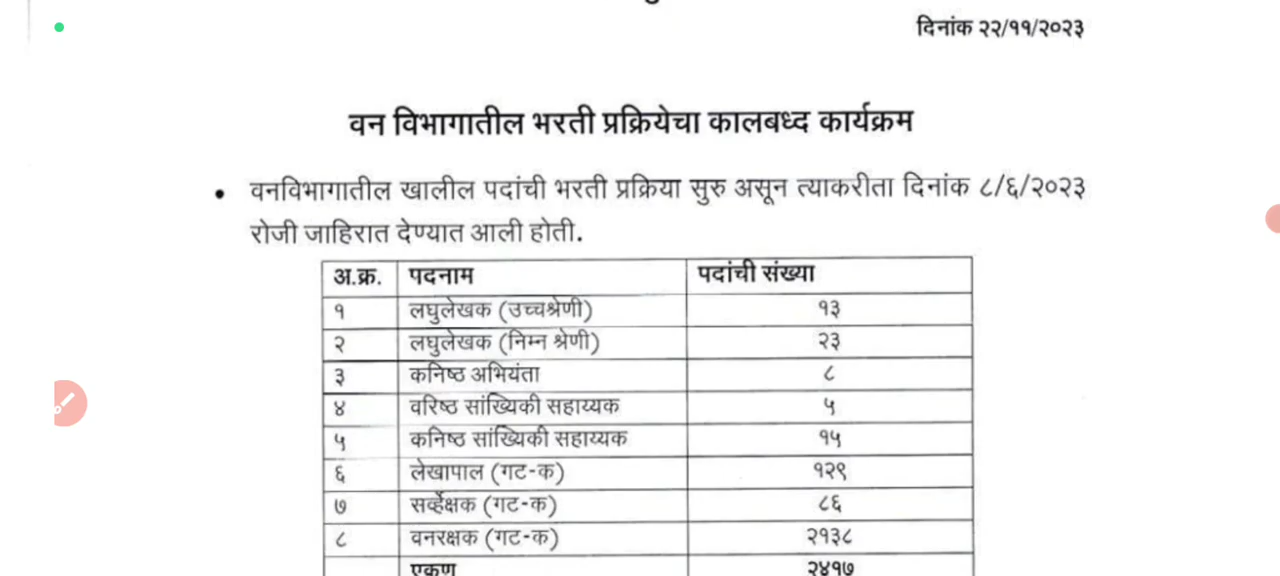 दिनांक २२/११/२०२३
वन विभागातील भरती प्रक्रियेचा कालबध्द कार्यक्रम
• वनविभागातील खालील पदांची भरती प्रक्रिया सुरु असून त्याकरीता दिनांक ८/६/२०२३
रोजी जाहिरात देण्यात आली होती.
अ.क्र. पदनाम पदांची संख्या
१ लघुलेखक (उच्चश्रेणी) १३
२ लघुलेखक (निम्न श्रेणी) २३
३ कनिष्ठ अभियंता ८
४ वरिष्ठ सांख्यिकी सहाय्यक ५
५ कनिष्ठ सांख्यिकी सहाय्यक १५
६ लेखापाल (गट-क) १२९
७ सर्व्हेक्षक (गट-क) ८६
८ वनरक्षक (गट-क) २१३८
एकूण २४१७